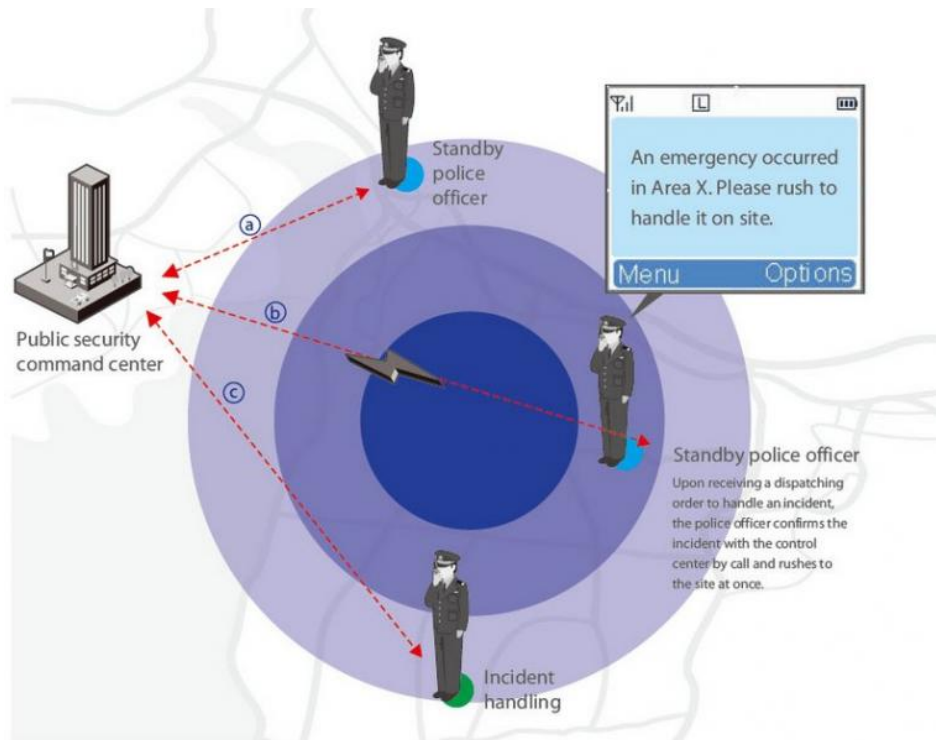 Standby
police
officer
L
An emergency occurred
in Area X. Please rush to
handle it on site.
Menu Options
a
Public security
command center
b
c
Standby police officer
Upon receiving a dispatching
order to handle an incident,
the police officer confirms the
incident with the control
center by call and rushes to
the site at once.
Incident
handling